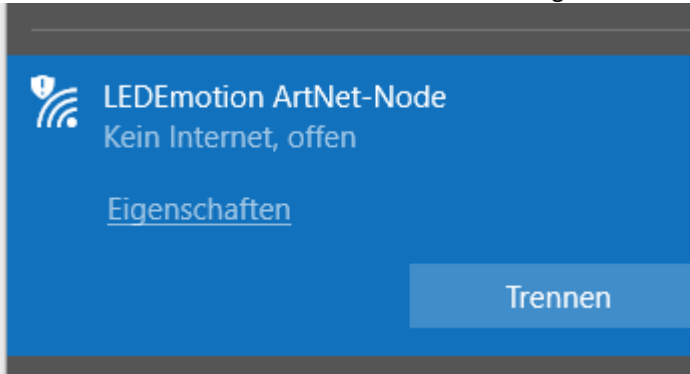 LEDEmotion ArtNet-Node
Kein Internet, offen
Eigenschaften
Trennen